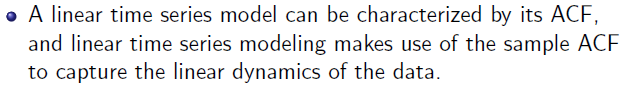 • A linear time series model can be characterized by its ACF,
and linear time series modeling makes use of the sample ACF
to capture the linear dynamics of the data.